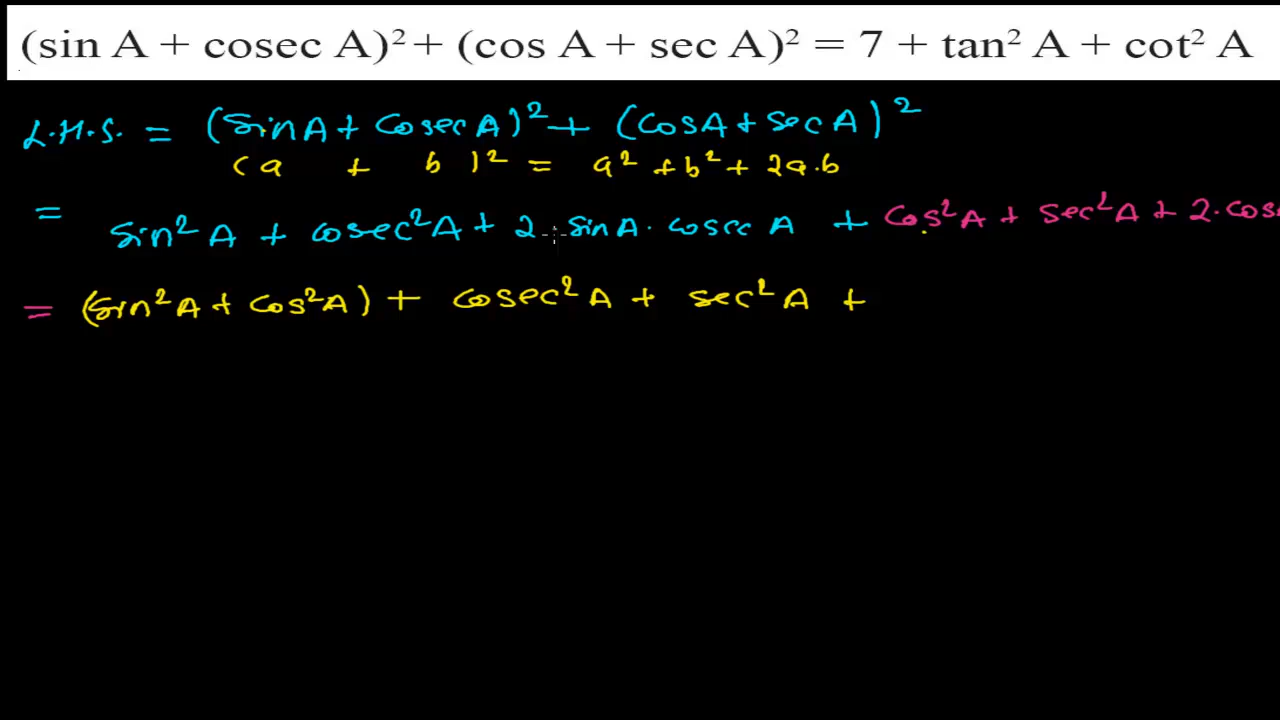 (sin A + cosec A)² + (cos A + sec A)² = 7 + tan² A + cot² A
L.H.S. = (sinA + cosecA)² + (cosA + secA)²
(a + b)² = a² + b² + 2a.b
= sin²A + cosec²A + 2 . sinA . cosecA + cos²A + sec²A + 2.cos
= (sin²A + cos²A) + cosec²A + sec²A +